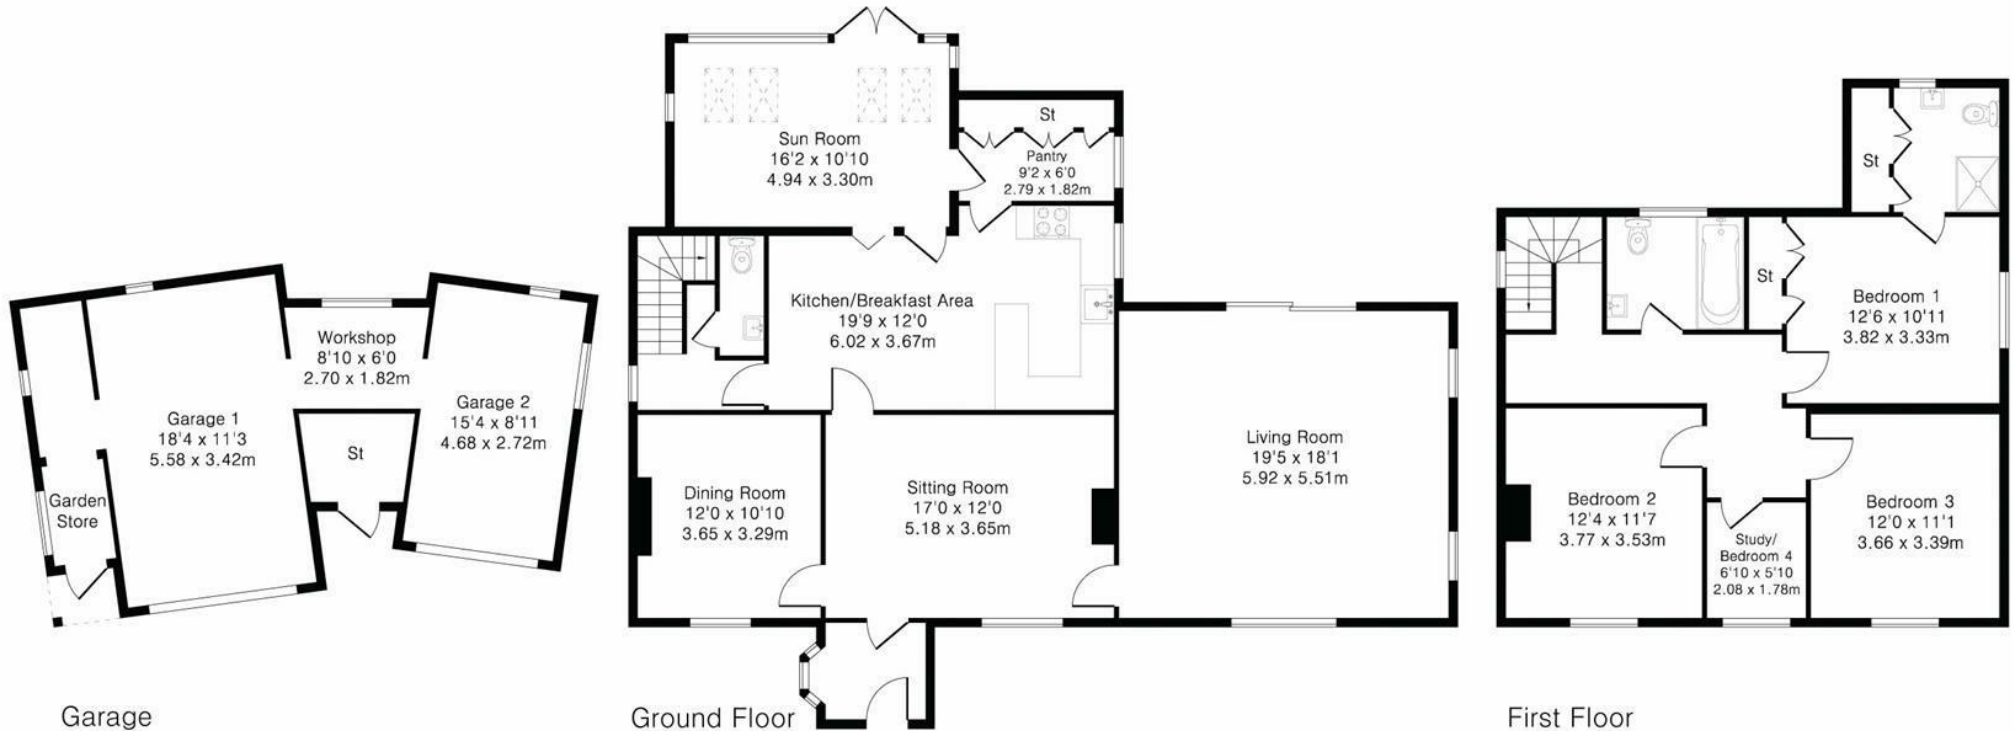 Garden
Store
Garage 1
18'4 x 11'3
5.58 x 3.42m
Workshop
8'10 x 6'0
2.70 x 1.82m
St
Garage 2
15'4 x 8'11
4.68 x 2.72m
Garage
Sun Room
16'2 x 10'10
4.94 x 3.30m
St
Pantry
9'2 x 6'0
2.79 x 1.82m
Kitchen/Breakfast Area
19'9 x 12'0
6.02 x 3.67m
Dining Room
12'0 x 10'10
3.65 x 3.29m
Sitting Room
17'0 x 12'0
5.18 x 3.65m
Living Room
19'5 x 18'1
5.92 x 5.51m
Ground Floor
St
St
Bedroom 1
12'6 x 10'11
3.82 x 3.33m
Bedroom 2
12'4 x 11'7
3.77 x 3.53m
Study/
Bedroom 4
6'10 x 5'10
2.08 x 1.78m
Bedroom 3
12'0 x 11'1
3.66 x 3.39m
First Floor